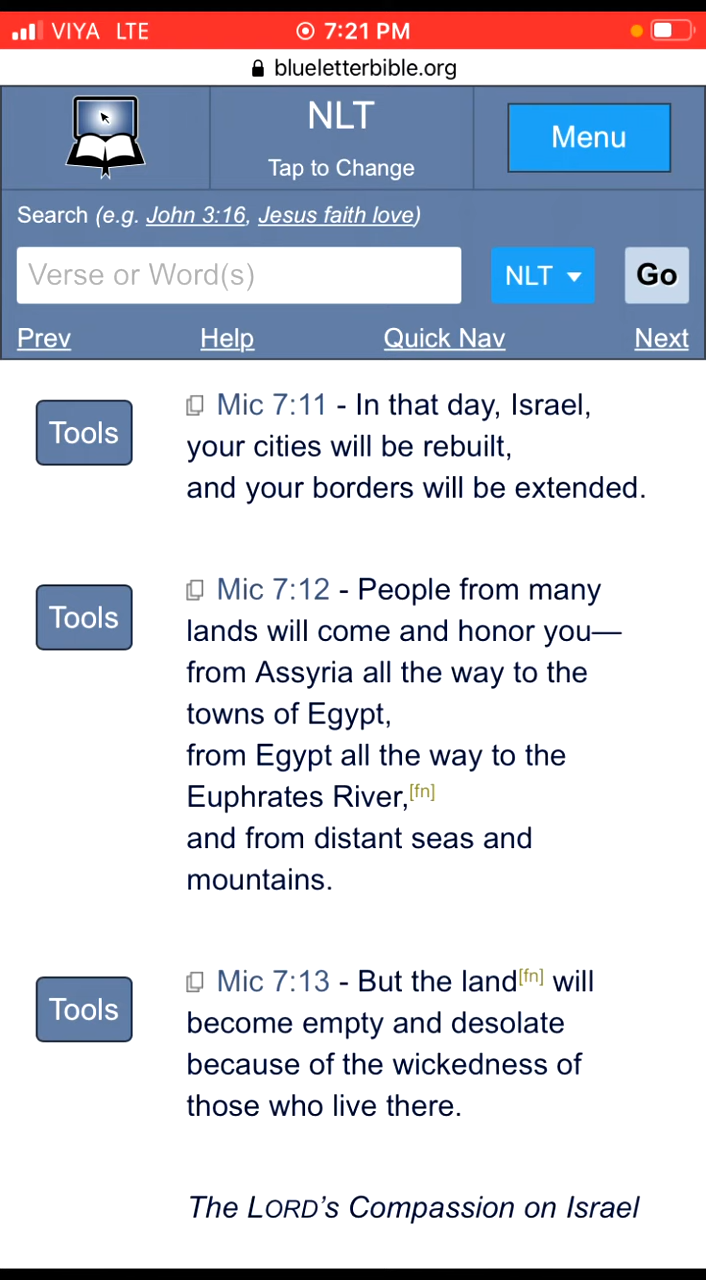 VIYA LTE 7:21 PM
blueletterbible.org
NLT
Tap to Change
Menu
Search (e.g. John 3:16, Jesus faith love)
Verse or Word(s)
NLT
Go
Prev
Help
Quick Nav
Next
Tools
Mic 7:11 - In that day, Israel,
your cities will be rebuilt,
and your borders will be extended.
Tools
Mic 7:12 - People from many
lands will come and honor you—
from Assyria all the way to the
towns of Egypt,
from Egypt all the way to the
Euphrates River,[fn]
and from distant seas and
mountains.
Tools
Mic 7:13 - But the land[fn] will
become empty and desolate
because of the wickedness of
those who live there.
The LORD’s Compassion on Israel